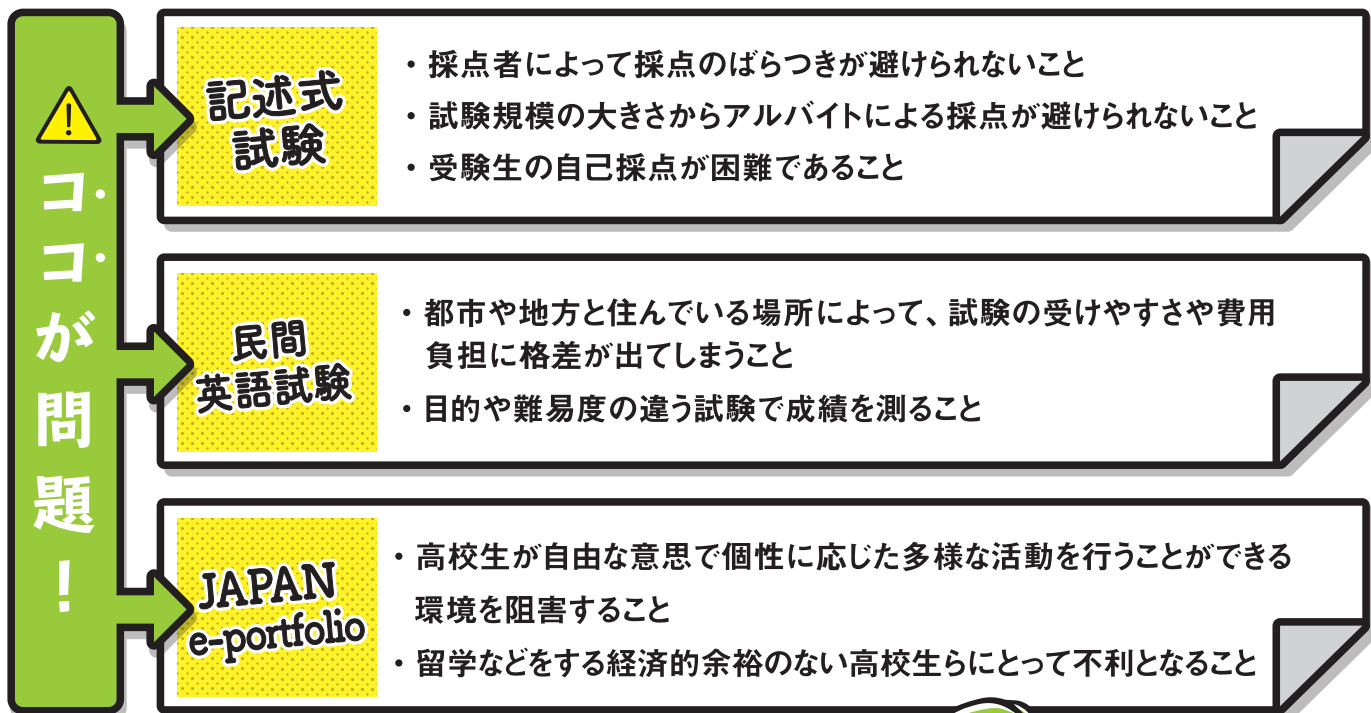 ココが問題！
記述式
試験
・採点者によって採点のばらつきが避けられないこと
・試験規模の大きさからアルバイトによる採点が避けられないこと
・受験生の自己採点が困難であること
民間
英語試験
・都市や地方と住んでいる場所によって、試験の受けやすさや費用
負担に格差が出てしまうこと
・目的や難易度の違う試験で成績を測ること
JAPAN
e-portfolio
・高校生が自由な意思で個性に応じた多様な活動を行うことができる
環境を阻害すること
・留学などをする経済的余裕のない高校生らにとって不利となること